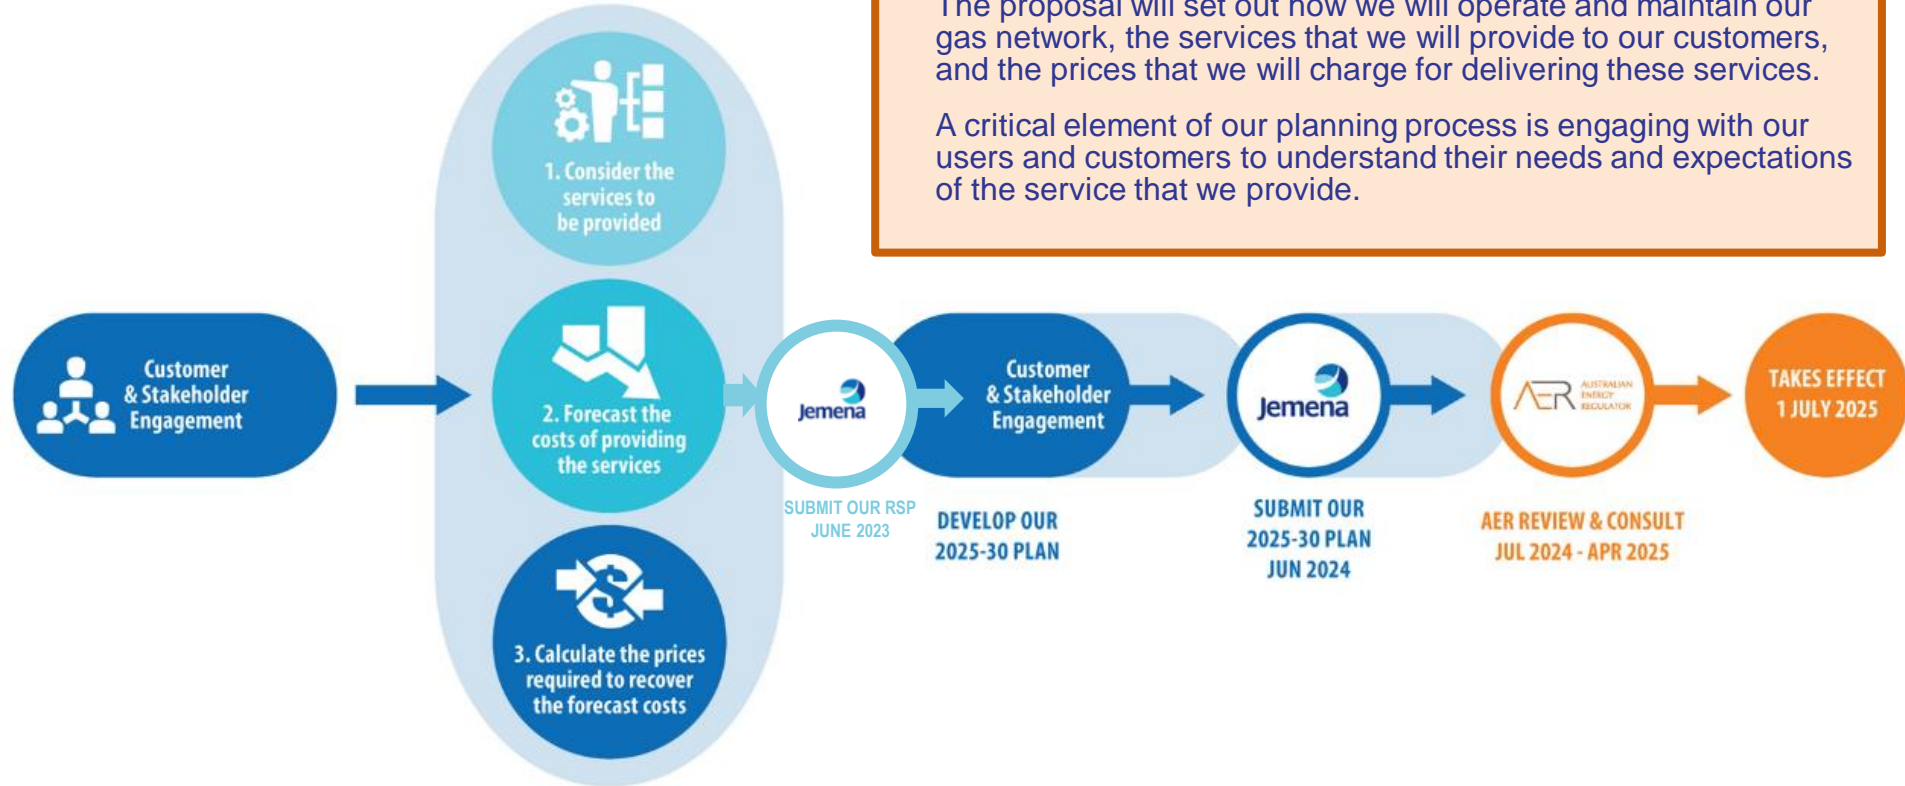 The proposal will set out how we will operate and maintain our
gas network, the services that we will provide to our customers,
and the prices that we will charge for delivering these services.
A critical element of our planning process is engaging with our
users and customers to understand their needs and expectations
of the service that we provide.
Customer
& Stakeholder
Engagement
1. Consider the
services to
be provided
2. Forecast the
costs of providing
the services
3. Calculate the prices
required to recover
the forecast costs
Jemena
SUBMIT OUR RSP
JUNE 2023
Customer
& Stakeholder
Engagement
DEVELOP OUR
2025-30 PLAN
Jemena
SUBMIT OUR
2025-30 PLAN
JUN 2024
AER
AUSTRALIAN
ENERGY
REGULATOR
AER REVIEW & CONSULT
JUL 2024 - APR 2025
TAKES EFFECT
1 JULY 2025